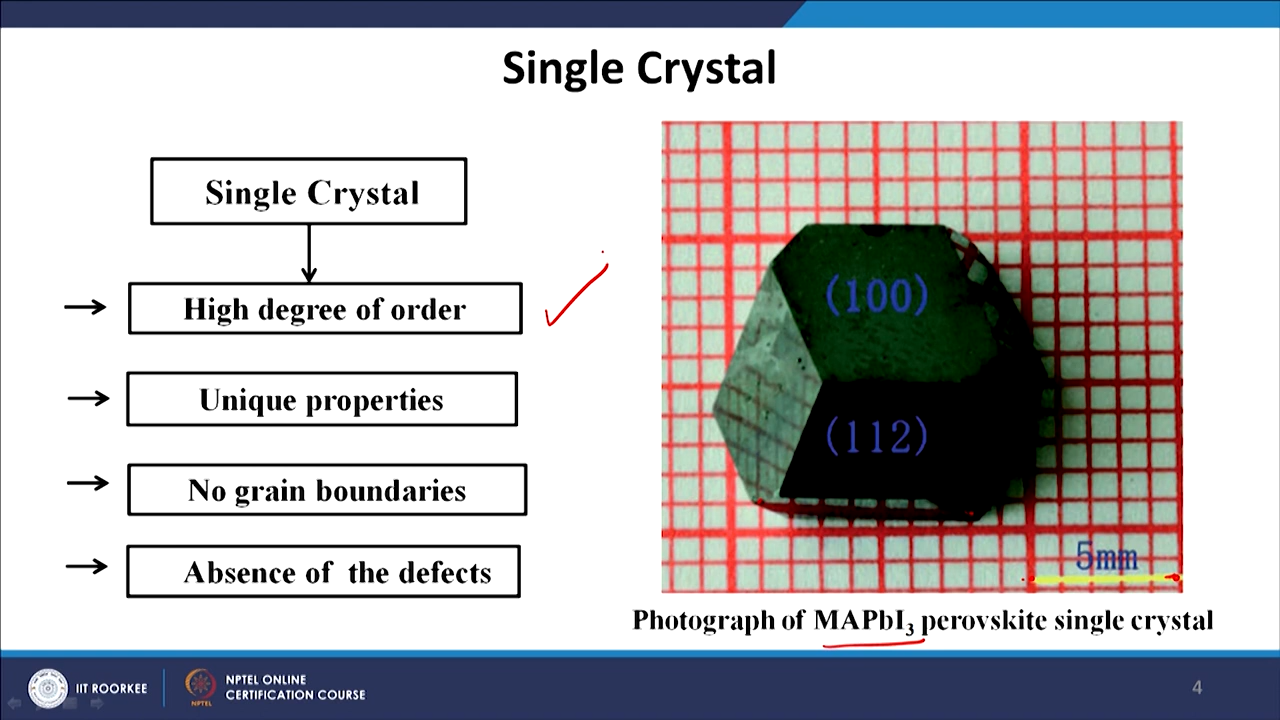 Single Crystal
Single Crystal
High degree of order
Unique properties
No grain boundaries
Absence of the defects
(100)
(112)
5mm
Photograph of MAPbI₃ perovskite single crystal
IIT ROORKEE
NPTEL
NPTEL ONLINE
CERTIFICATION COURSE
4